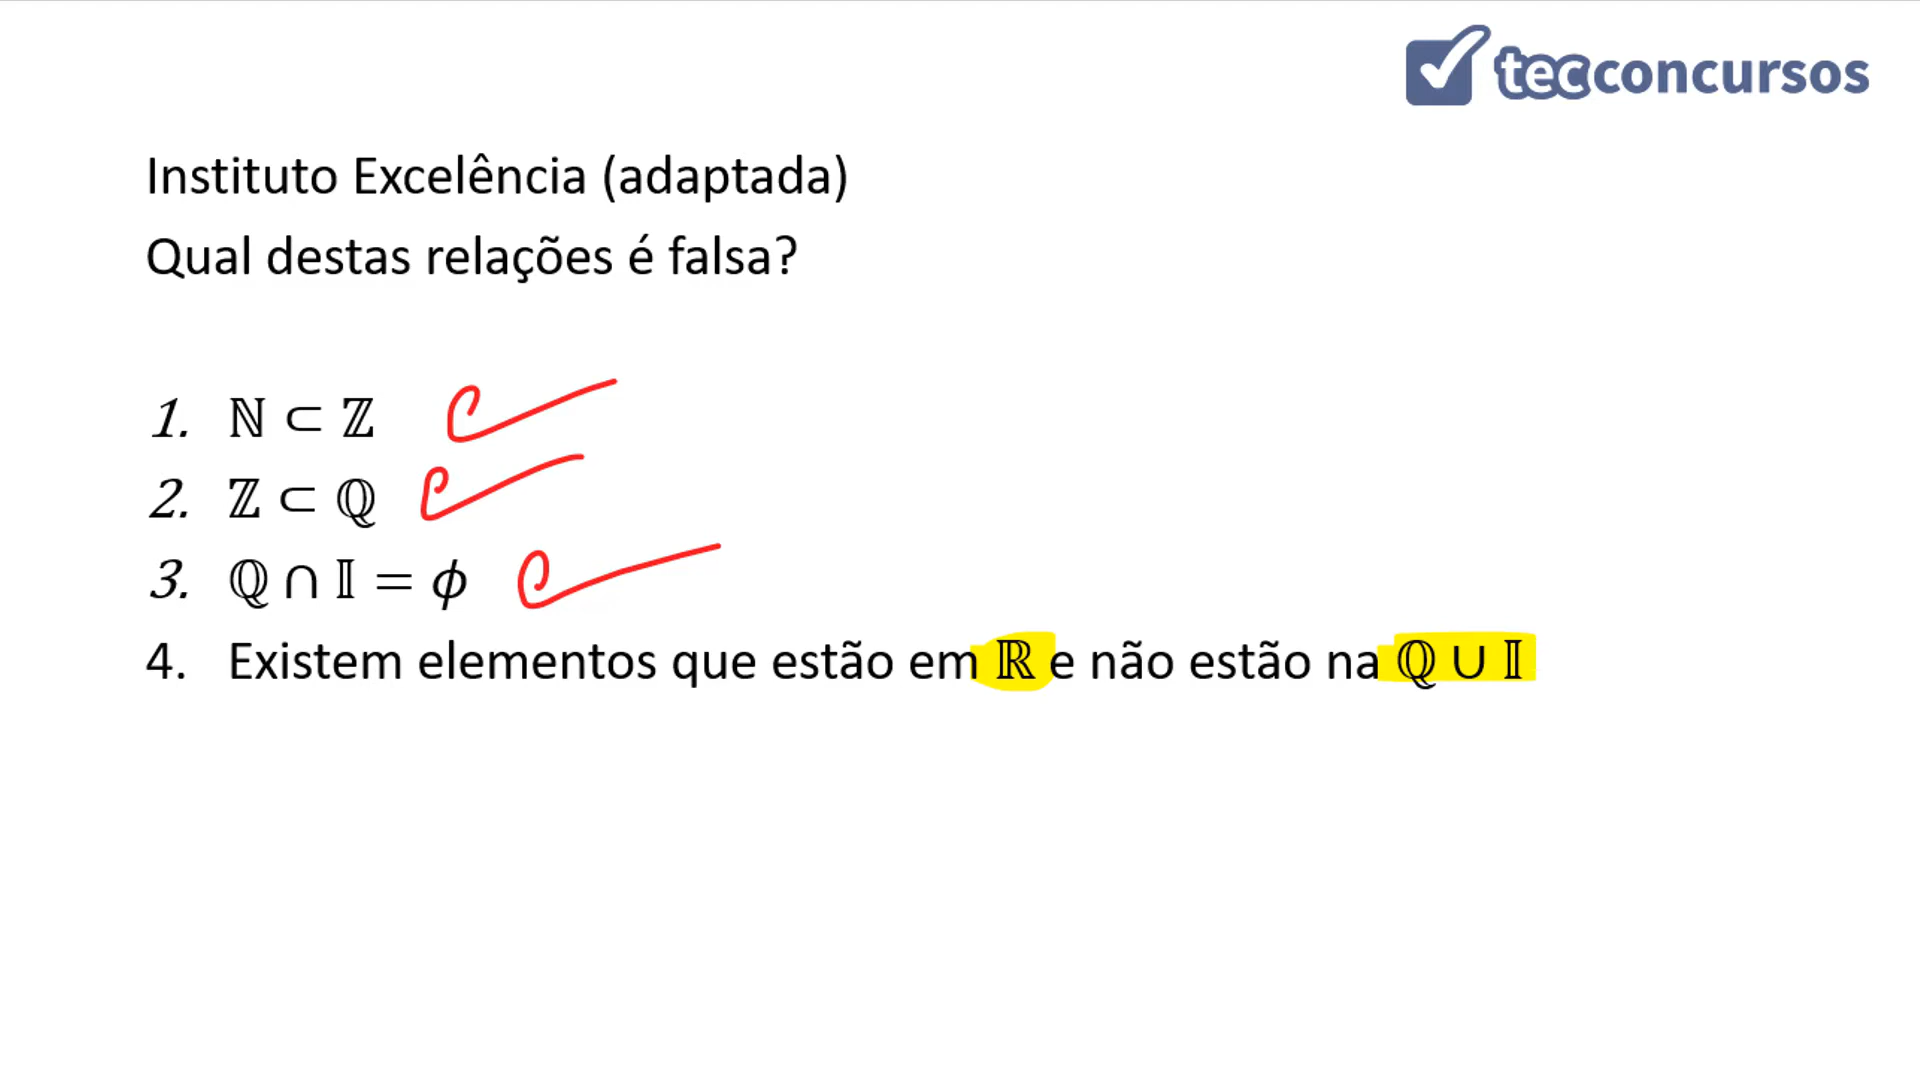 tecconcursos
Instituto Excelência (adaptada)
Qual destas relações é falsa?
1. ℕ ⊂ ℤ
2. ℤ ⊂ ℚ
3. ℚ ∩ 𝕀 = ϕ
4. Existem elementos que estão em ℝ e não estão na ℚ ∪ 𝕀